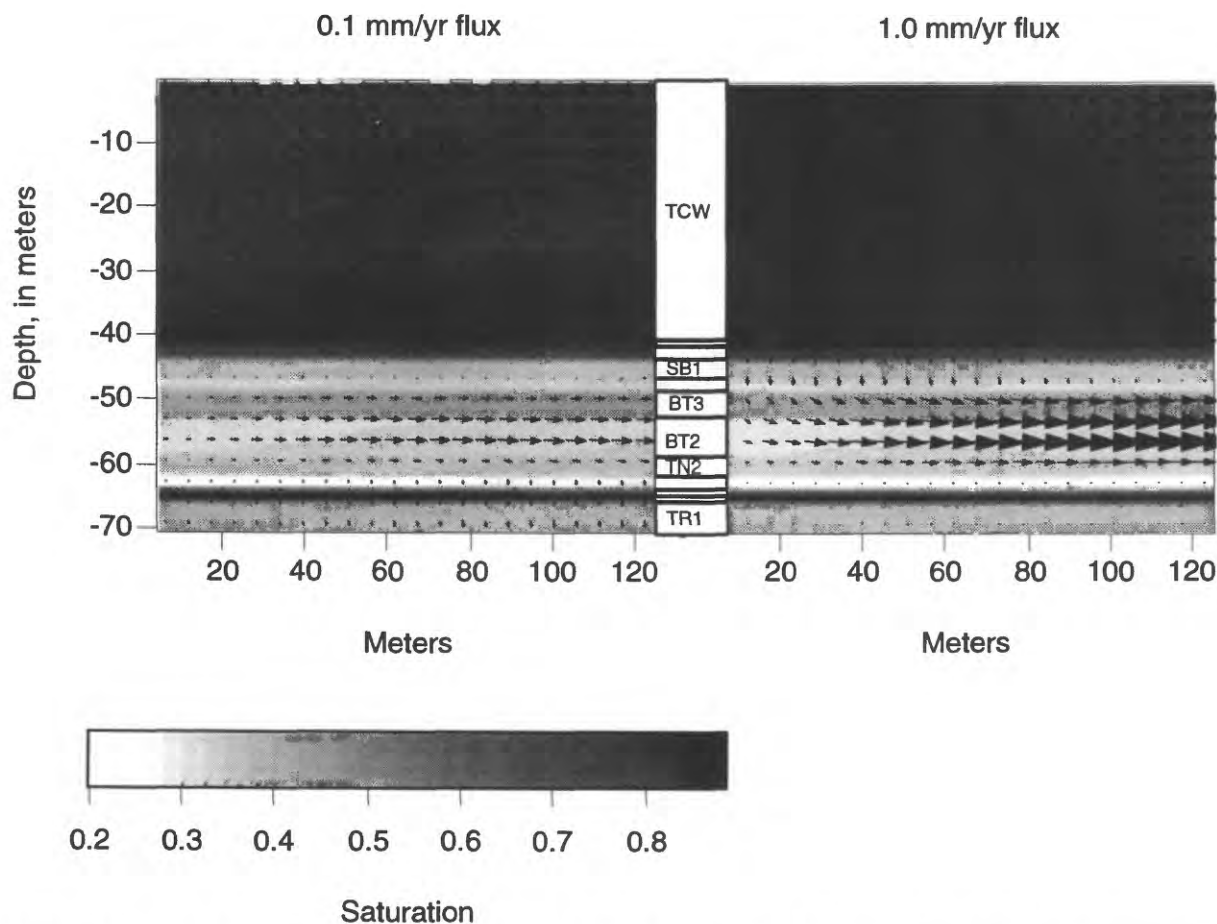 0.1 mm/yr flux
1.0 mm/yr flux
Depth, in meters
-10
-20
-30
-40
-50
-60
-70
TCW
SB1
BT3
BT2
TN2
TR1
20 40 60 80 100 120
20 40 60 80 100 120
Meters
Meters
0.2 0.3 0.4 0.5 0.6 0.7 0.8
Saturation